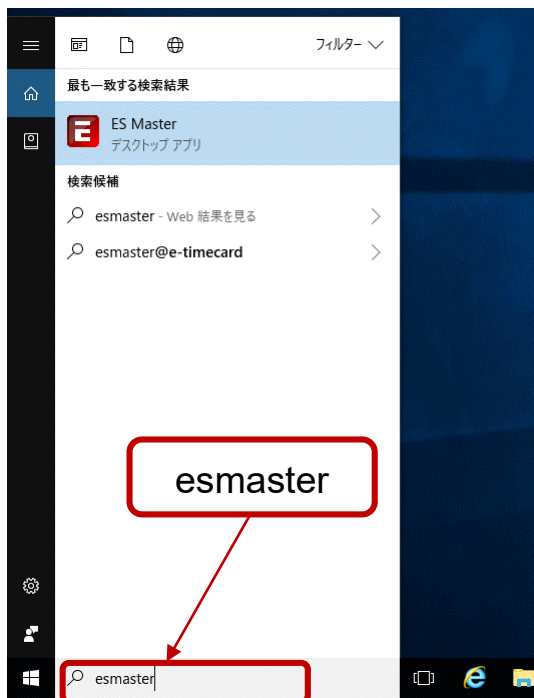 フィルター
最も一致する検索結果
ES Master
デスクトップ アプリ
検索候補
esmaster - Web 結果を見る
esmaster@e-timecard
esmaster
esmaster